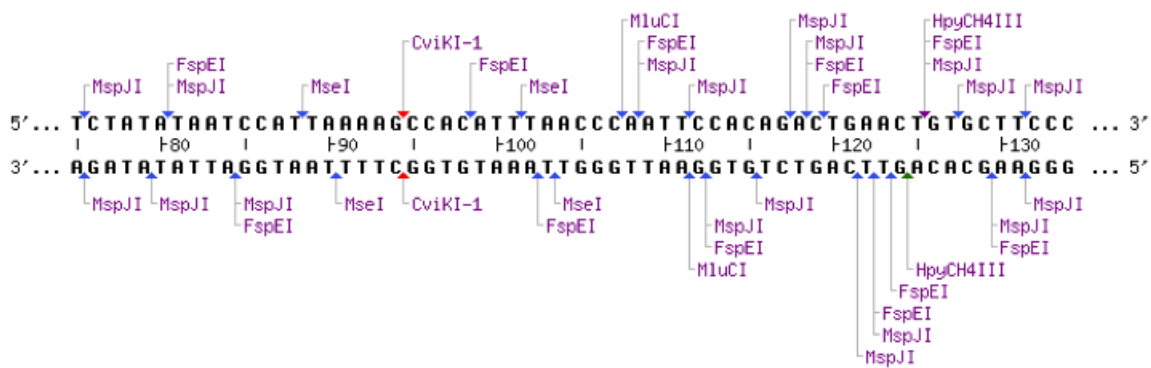 MluCI MspJI HpyCH4III
CviKI-1 FspEI MspJI FspEI
FspEI FspEI MspJI FspEI MspJI
MspJI MspJI MseI MseI MspJI FspEI MspJI MspJI
5′... TCTATATAATCCATTAAAAGCCACATTTAACCCAATTCCACAGACTGAACTGTGCTTCCC ... 3′
80 90 100 110 120 130
3′... AGATATATTAGGTAATTTTCGGTGTAAATTGGGTTAAGGTGTCTGACTTGACACGAAGGG ... 5′
MspJI MspJI MspJI MseI CviKI-1 MseI MspJI MspJI
FspEI FspEI MspJI MspJI
FspEI FspEI
MluCI HpyCH4III
FspEI
FspEI
MspJI
MspJI